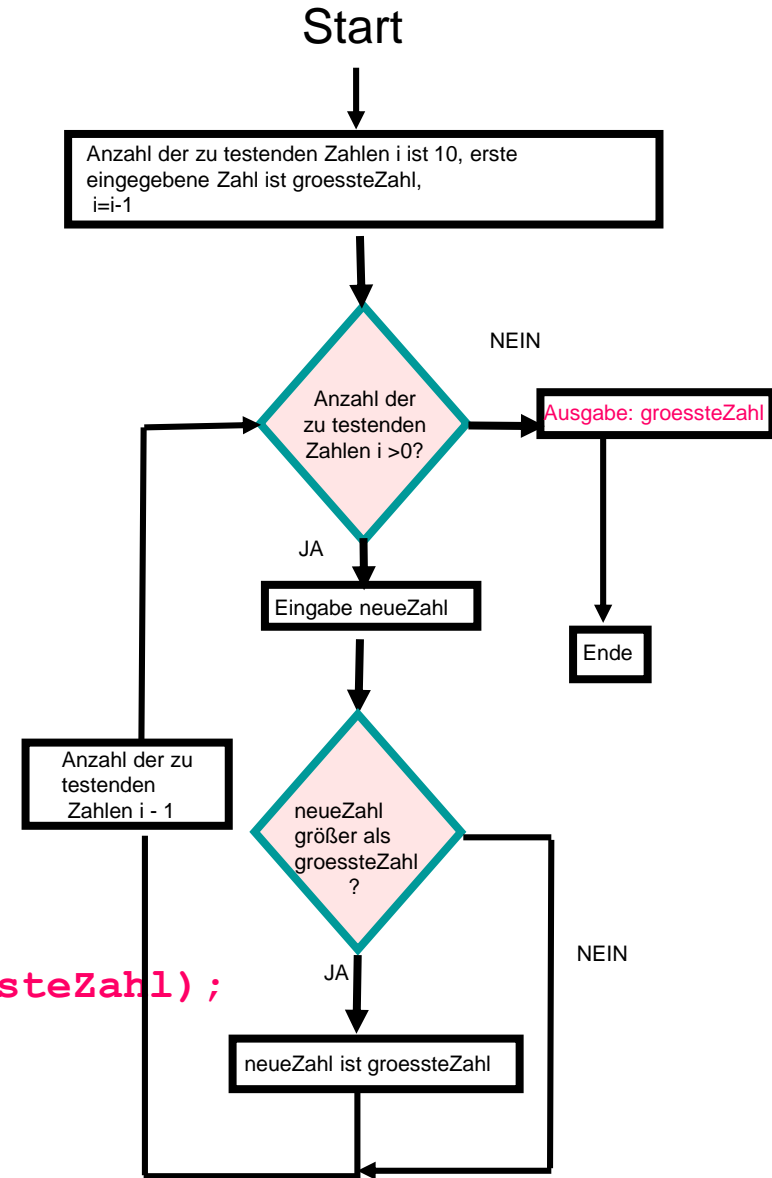 Start
Anzahl der zu testenden Zahlen i ist 10, erste
eingegebene Zahl ist groessteZahl,
i=i-1
NEIN
Anzahl der
zu testenden
Zahlen i >0?
Ausgabe: groessteZahl
JA
Eingabe neueZahl
Ende
Anzahl der zu
testenden
Zahlen i - 1
neueZahl
größer als
groessteZahl
?
NEIN
JA
steZahl);
neueZahl ist groessteZahl